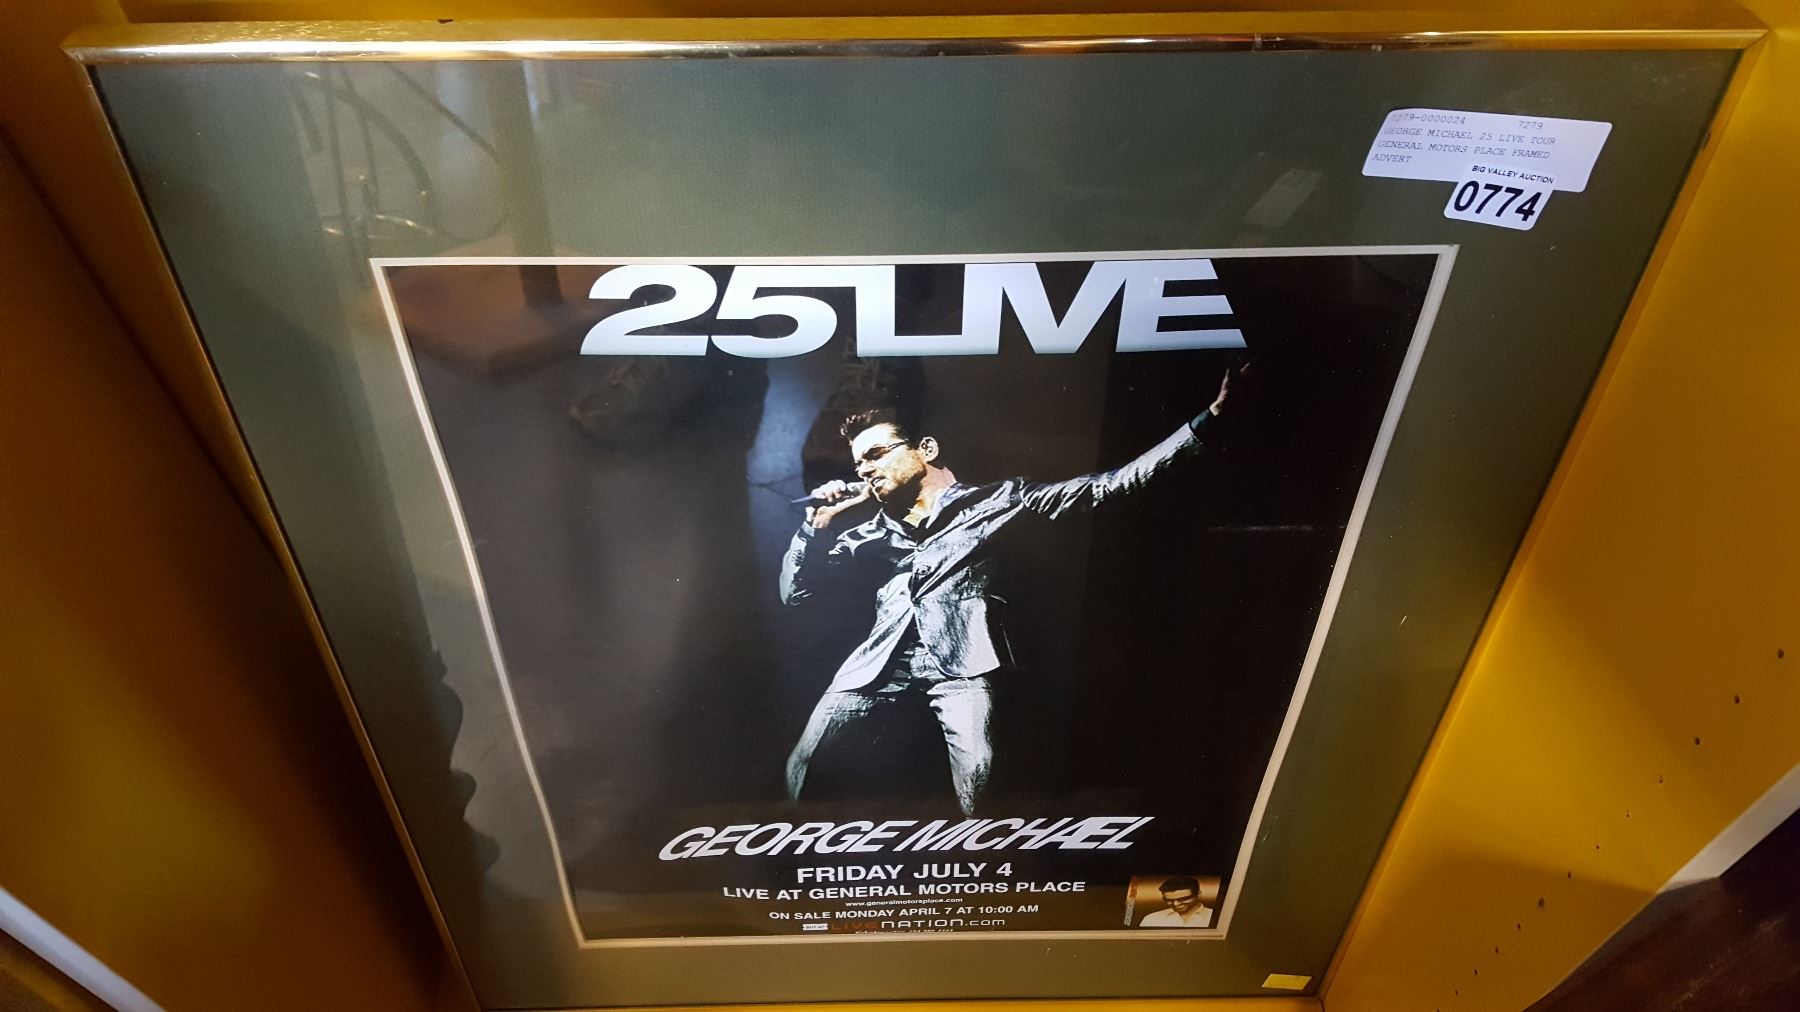 7279-0000024 7279
GEORGE MICHAEL 25 LIVE TOUR
GENERAL MOTORS PLACE FRAMED
ADVERT
BIG VALLEY AUCTION
0774
25LIVE
GEORGE MICHAEL
FRIDAY JULY 4
LIVE AT GENERAL MOTORS PLACE
www.generalmotorsplace.com
ON SALE MONDAY APRIL 7 AT 10:00 AM
BUY AT LIVENATION.com